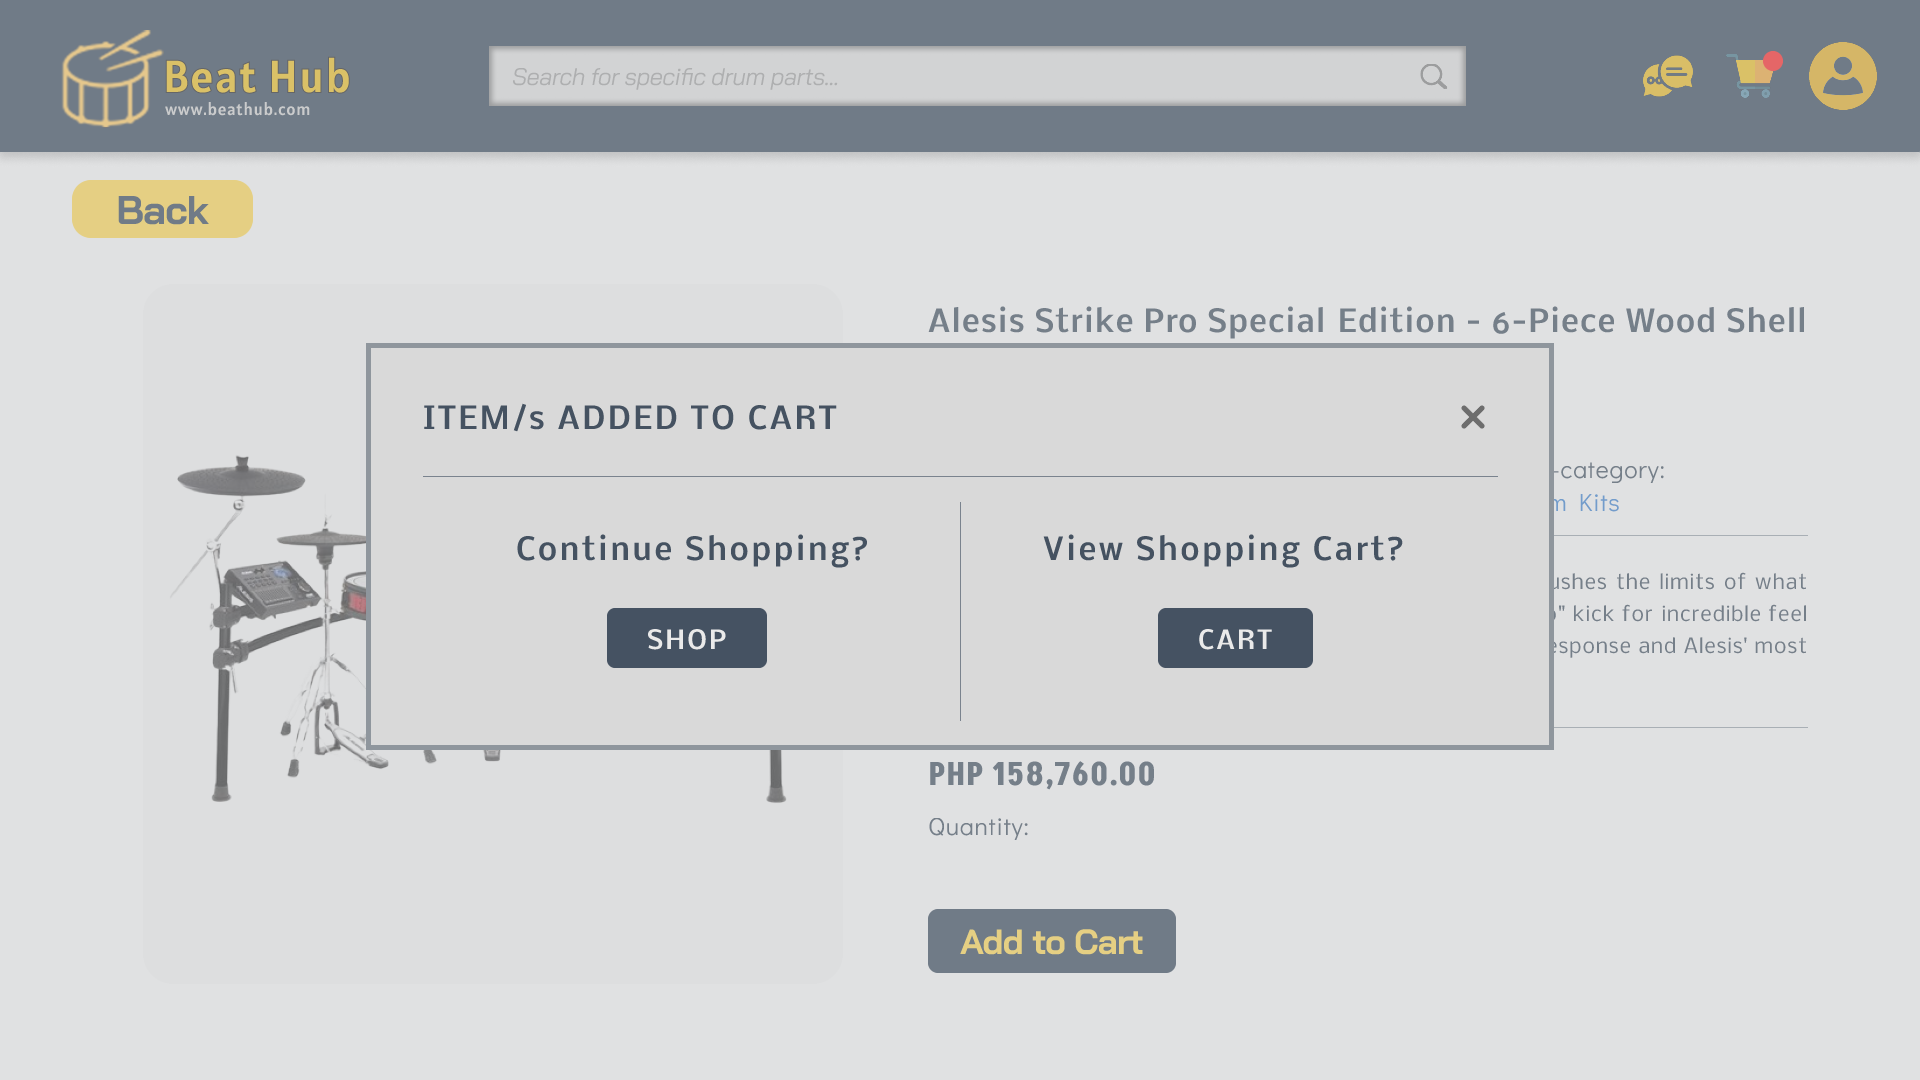 Beat Hub
www.beathub.com
Search for specific drum parts...
Back
Alesis Strike Pro Special Edition - 6-Piece Wood Shell
ITEM/s ADDED TO CART
-category:
Kits
Continue Shopping?
View Shopping Cart?
the limits of what
kick for incredible feel
and Alesis' most
SHOP
CART
PHP 158,760.00
Quantity:
Add to Cart